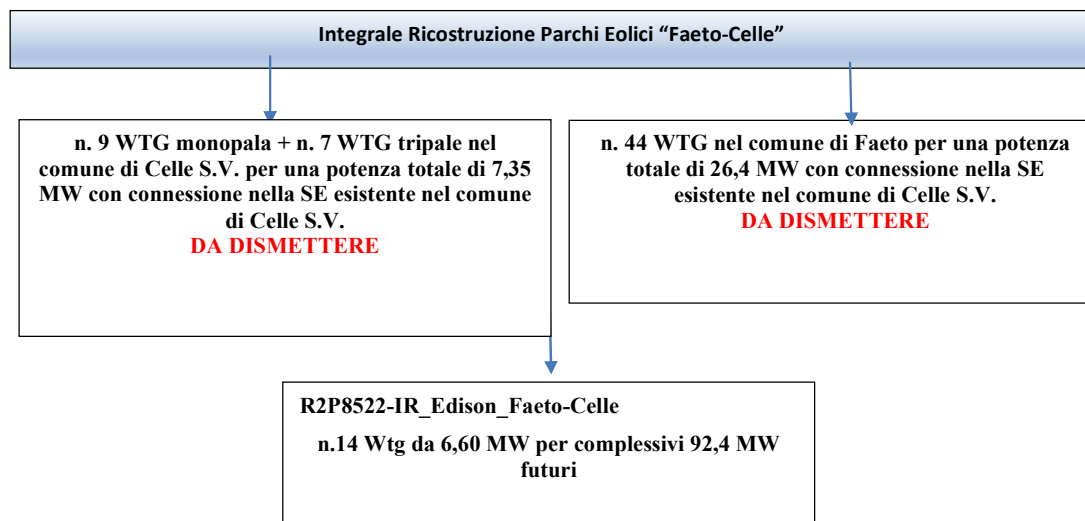 Integrale Ricostruzione Parchi Eolici “Faeto-Celle”
n. 9 WTG monopala + n. 7 WTG tripale nel
comune di Celle S.V. per una potenza totale di 7,35
MW con connessione nella SE esistente nel comune
di Celle S.V.
DA DISMETTERE
n. 44 WTG nel comune di Faeto per una potenza
totale di 26,4 MW con connessione nella SE
esistente nel comune di Celle S.V.
DA DISMETTERE
R2P8522-IR_Edison_Faeto-Celle
n.14 Wtg da 6,60 MW per complessivi 92,4 MW
futuri